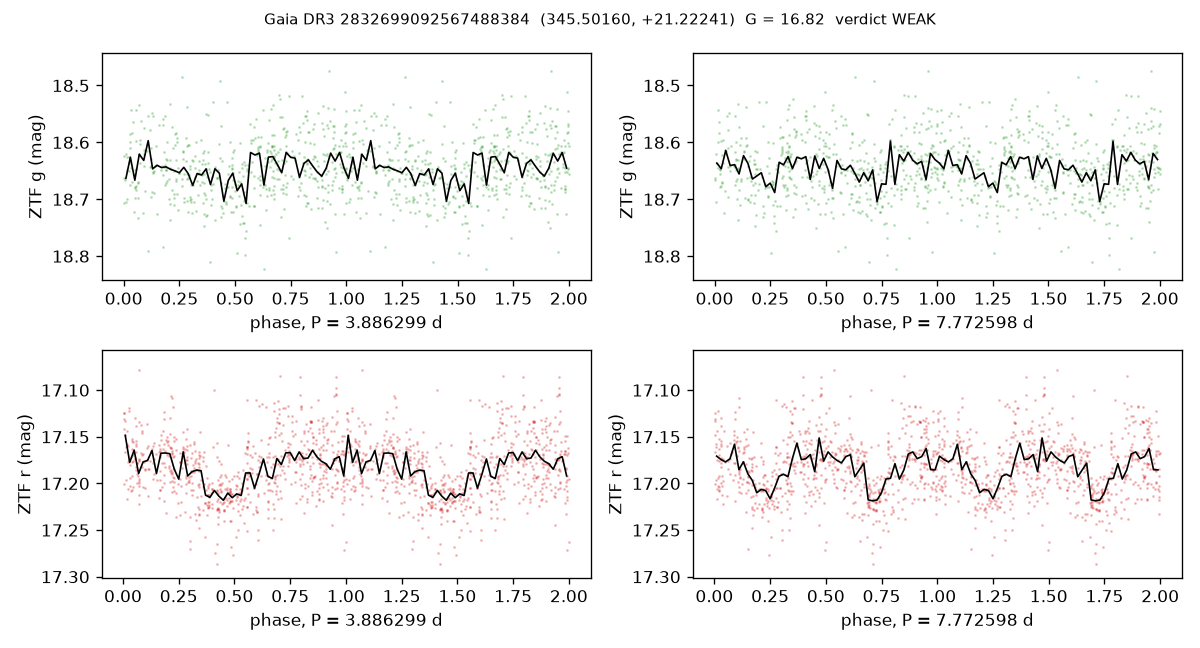 Gaia DR3 2832699092567488384 (345.50160, +21.22241) G = 16.82 verdict WEAK
ZTF g (mag)
18.5
18.6
18.7
18.8
0.00 0.25 0.50 0.75 1.00 1.25 1.50 1.75 2.00
phase, P = 3.886299 d
ZTF g (mag)
18.5
18.6
18.7
18.8
0.00 0.25 0.50 0.75 1.00 1.25 1.50 1.75 2.00
phase, P = 7.772598 d
ZTF r (mag)
17.10
17.15
17.20
17.25
17.30
0.00 0.25 0.50 0.75 1.00 1.25 1.50 1.75 2.00
phase, P = 3.886299 d
ZTF r (mag)
17.10
17.15
17.20
17.25
17.30
0.00 0.25 0.50 0.75 1.00 1.25 1.50 1.75 2.00
phase, P = 7.772598 d